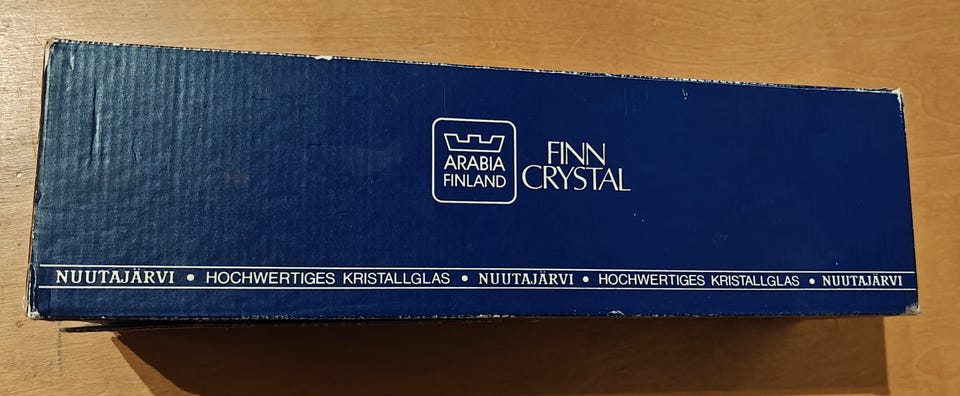 ARABIA
FINLAND
FINN
CRYSTAL
NUUTAJÄRVI • HOCHWERTIGES KRISTALLGLAS • NUUTAJÄRVI • HOCHWERTIGES KRISTALLGLAS • NUUTAJÄRVI